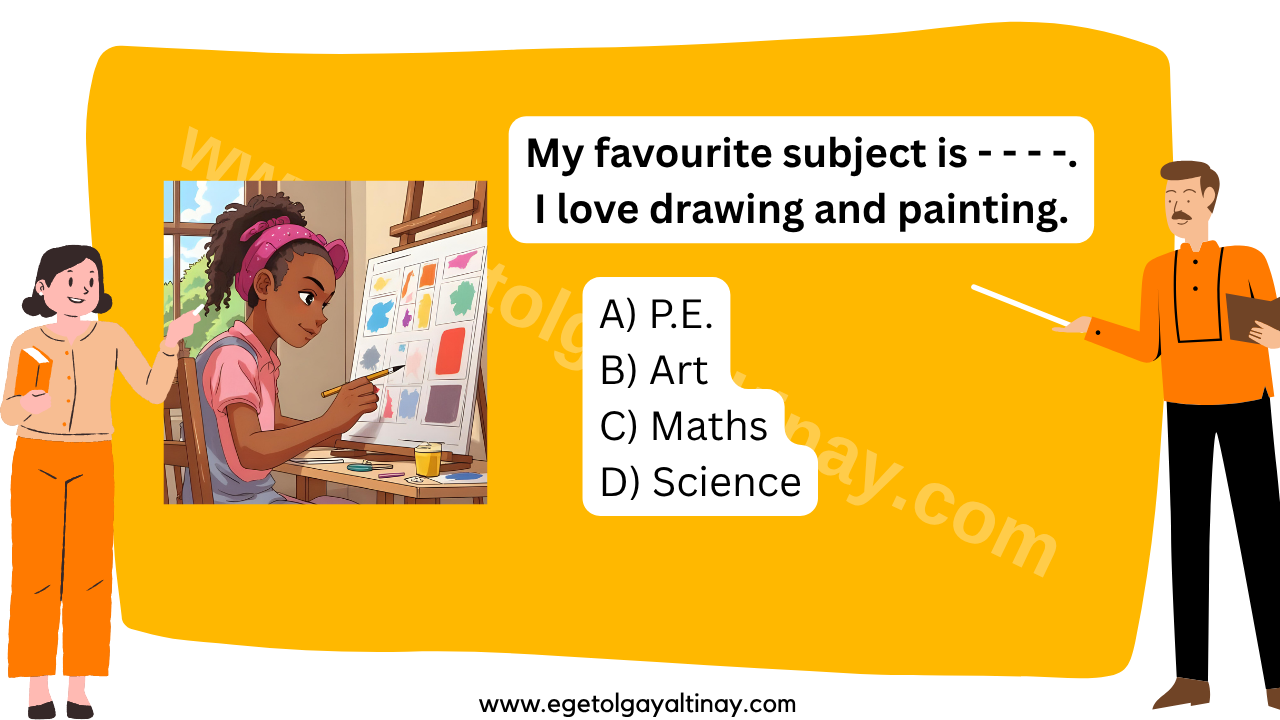 My favourite subject is - - - -.
I love drawing and painting.
A) P.E.
B) Art
C) Maths
D) Science
www.egetolgayaltinay.com